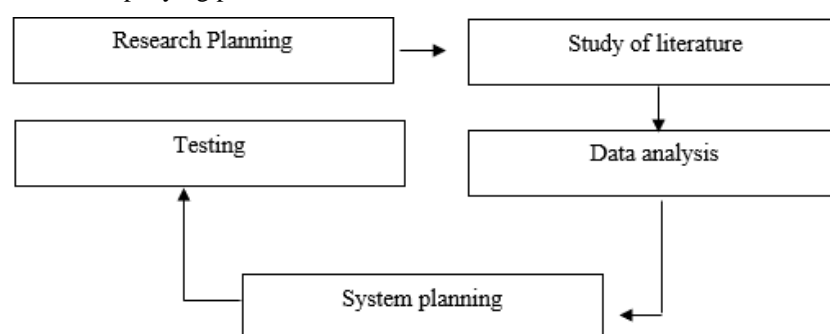 Research Planning
Study of literature
Data analysis
System planning
Testing